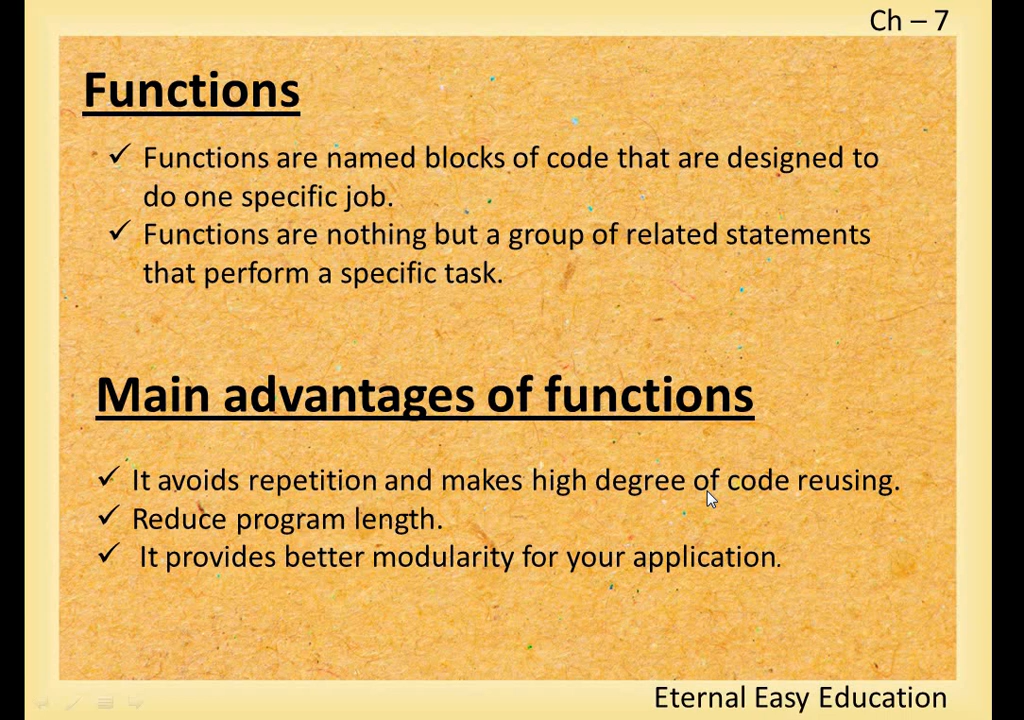 Ch – 7
Functions
✓ Functions are named blocks of code that are designed to
do one specific job.
✓ Functions are nothing but a group of related statements
that perform a specific task.
Main advantages of functions
✓ It avoids repetition and makes high degree of code reusing.
✓ Reduce program length.
✓ It provides better modularity for your application.
Eternal Easy Education